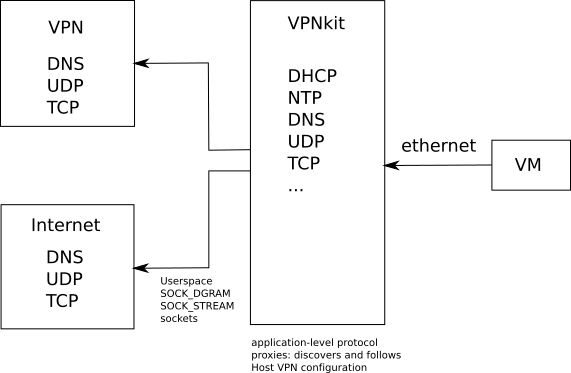 VPN
DNS
UDP
TCP
Internet
DNS
UDP
TCP
Userspace
SOCK_DGRAM
SOCK_STREAM
sockets
VPNkit
DHCP
NTP
DNS
UDP
TCP
...
application-level protocol
proxies: discovers and follows
Host VPN configuration
ethernet
VM